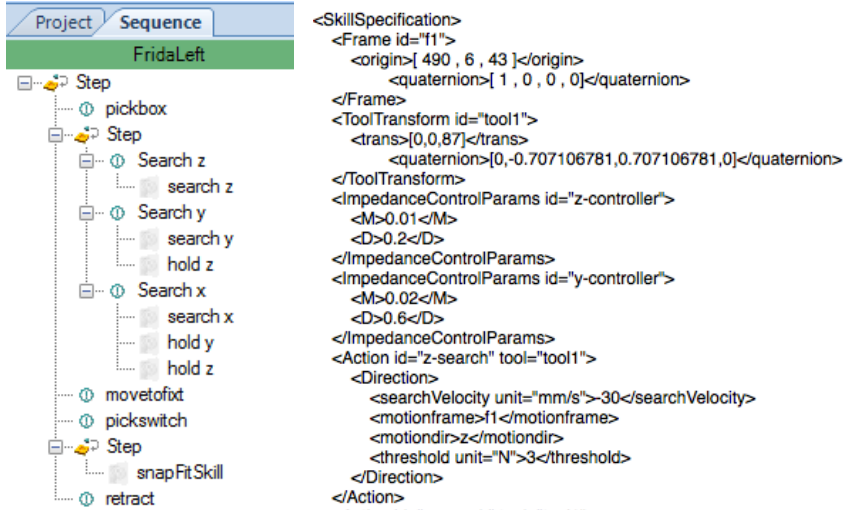 Project Sequence
FridaLeft
Step
pickbox
Step
Search z
search z
Search y
search y
hold z
Search x
search x
hold y
hold z
movetofixt
pickswitch
Step
snapFitSkill
retract
<SkillSpecification>
<Frame id="f1">
<origin>[ 490 , 6 , 43 ]</origin>
<quaternion>[ 1 , 0 , 0 , 0]</quaternion>
</Frame>
<ToolTransform id="tool1">
<trans>[0,0,87]</trans>
<quaternion>[0,-0.707106781,0.707106781,0]</quaternion>
</ToolTransform>
<ImpedanceControlParams id="z-controller">
<M>0.01</M>
<D>0.2</D>
</ImpedanceControlParams>
<ImpedanceControlParams id="y-controller">
<M>0.02</M>
<D>0.6</D>
</ImpedanceControlParams>
<Action id="z-search" tool="tool1">
<Direction>
<searchVelocity unit="mm/s">-30</searchVelocity>
<motionframe>f1</motionframe>
<motiondir>z</motiondir>
<threshold unit="N">3</threshold>
</Direction>
</Action>